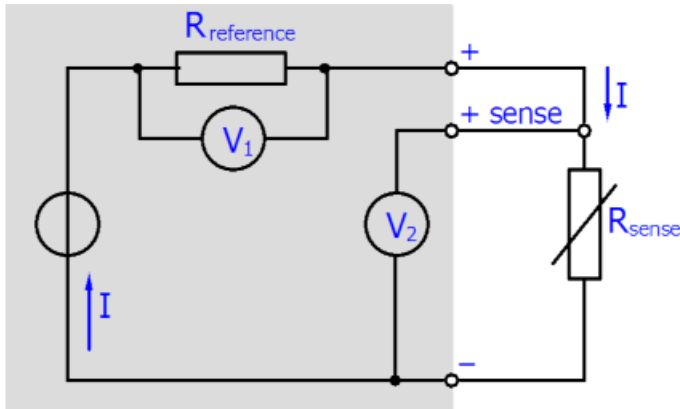 Rreference
+
I
V1
+ sense
V2
Rsense
I
−